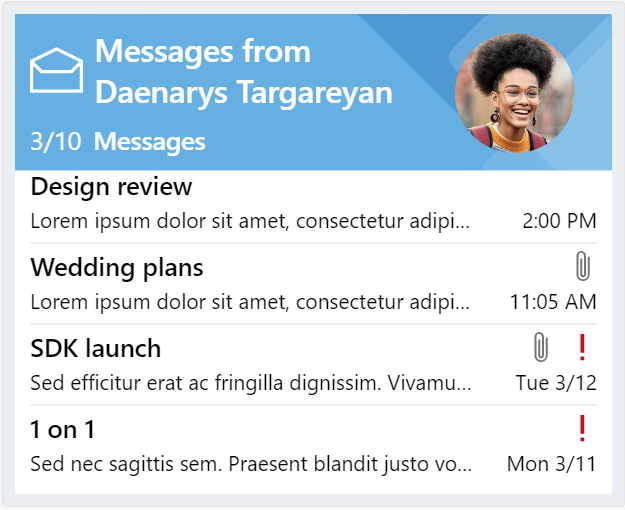 Messages from
Daenarys Targareyan
3/10 Messages
Design review
Lorem ipsum dolor sit amet, consectetur adipi... 2:00 PM
Wedding plans
Lorem ipsum dolor sit amet, consectetur adipi... 11:05 AM
SDK launch !
Sed efficitur erat ac fringilla dignissim. Vivamu... Tue 3/12
1 on 1 !
Sed nec sagittis sem. Praesent blandit justo vo... Mon 3/11